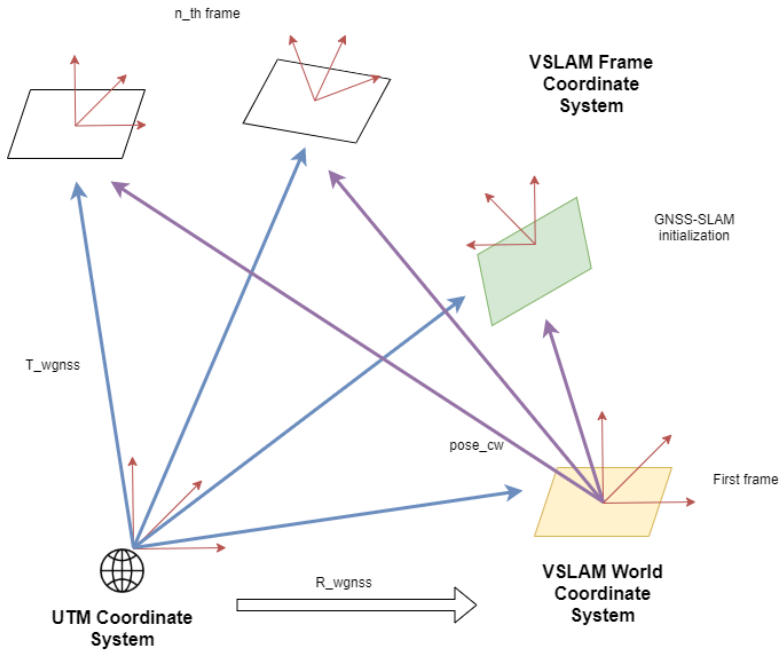 n_th frame
VSLAM Frame
Coordinate
System
GNSS-SLAM
initialization
T_wgnss
pose_cw
First frame
R_wgnss
UTM Coordinate
System
VSLAM World
Coordinate
System